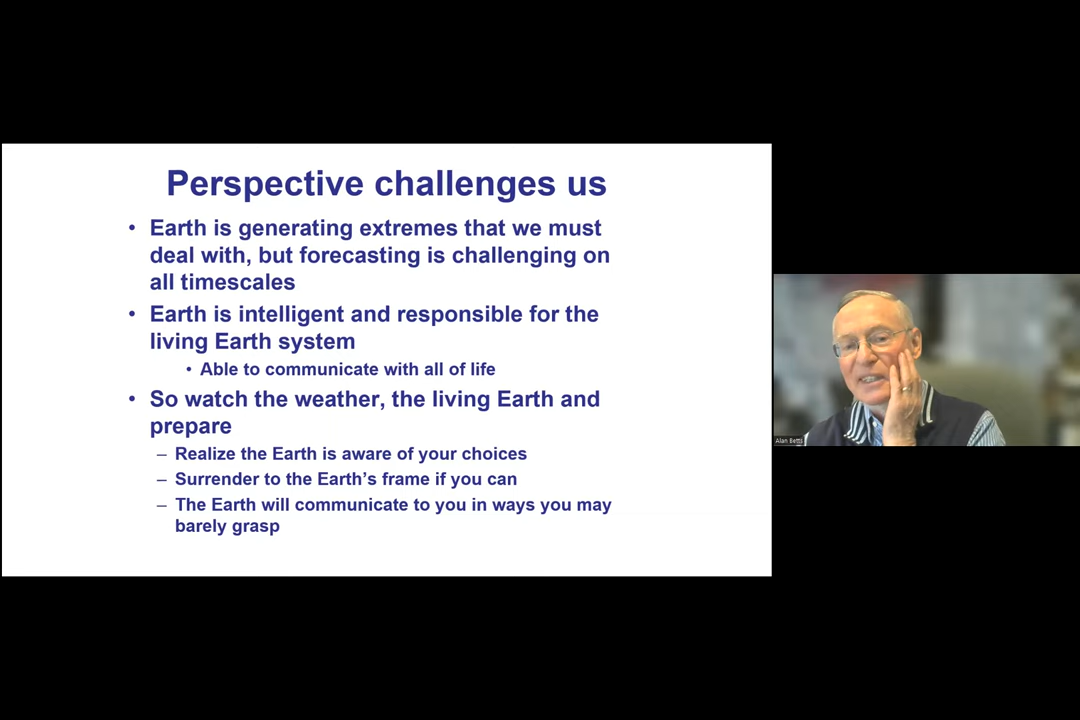 Perspective challenges us
• Earth is generating extremes that we must
deal with, but forecasting is challenging on
all timescales
• Earth is intelligent and responsible for the
living Earth system
• Able to communicate with all of life
• So watch the weather, the living Earth and
prepare
– Realize the Earth is aware of your choices
– Surrender to the Earth’s frame if you can
– The Earth will communicate to you in ways you may
barely grasp
Alan Betts